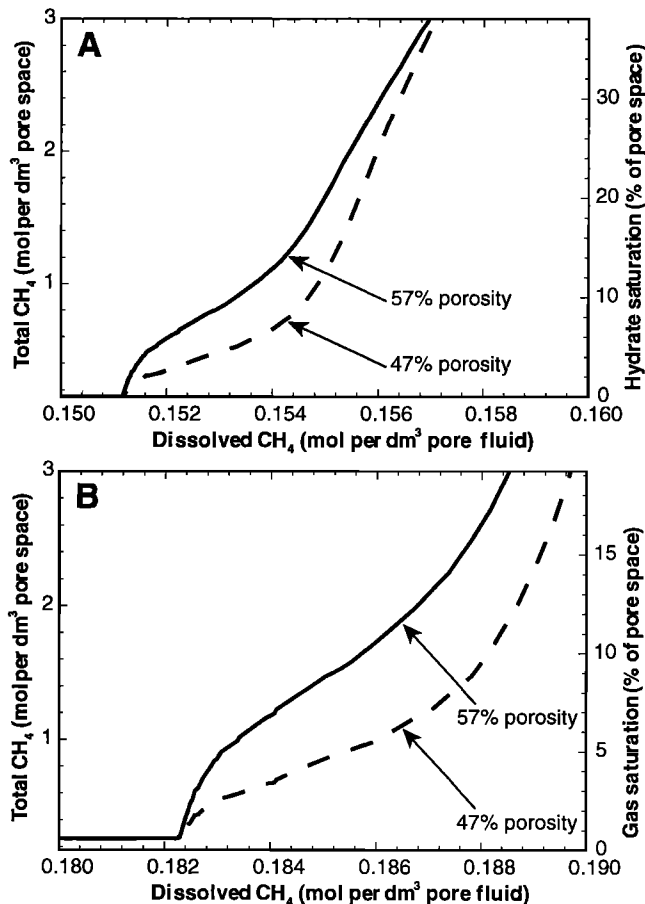 A
3
2
1
Total CH₄ (mol per dm³ pore space)
30
20
10
0
Hydrate saturation (% of pore space)
57% porosity
47% porosity
0.150 0.152 0.154 0.156 0.158 0.160
Dissolved CH₄ (mol per dm³ pore fluid)
B
3
2
1
Total CH₄ (mol per dm³ pore space)
15
10
5
0
Gas saturation (% of pore space)
57% porosity
47% porosity
0.180 0.182 0.184 0.186 0.188 0.190
Dissolved CH₄ (mol per dm³ pore fluid)